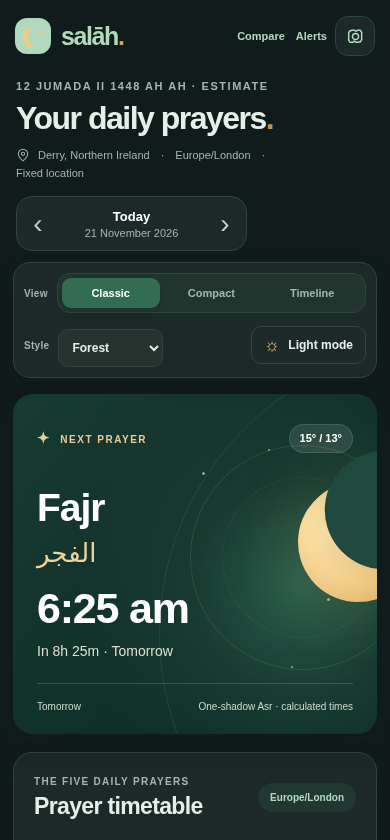 salāh.
Compare Alerts
12 JUMADA II 1448 AH AH · ESTIMATE
Your daily prayers.
Derry, Northern Ireland · Europe/London ·
Fixed location
‹ Today ›
21 November 2026
View Classic Compact Timeline
Style Forest Light mode
NEXT PRAYER 15° / 13°
Fajr
الفجر
6:25 am
In 8h 25m · Tomorrow
Tomorrow One-shadow Asr · calculated times
THE FIVE DAILY PRAYERS
Prayer timetable
Europe/London